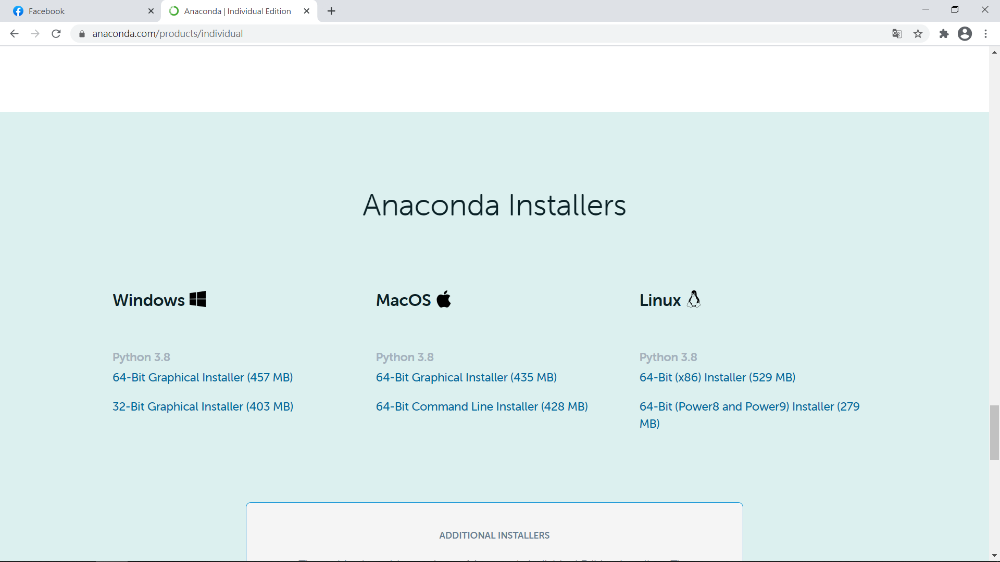 Facebook
Anaconda | Individual Edition
anaconda.com/products/individual
Anaconda Installers
Windows
MacOS
Linux
Python 3.8
64-Bit Graphical Installer (457 MB)
32-Bit Graphical Installer (403 MB)
Python 3.8
64-Bit Graphical Installer (435 MB)
64-Bit Command Line Installer (428 MB)
Python 3.8
64-Bit (x86) Installer (529 MB)
64-Bit (Power8 and Power9) Installer (279
MB)
ADDITIONAL INSTALLERS